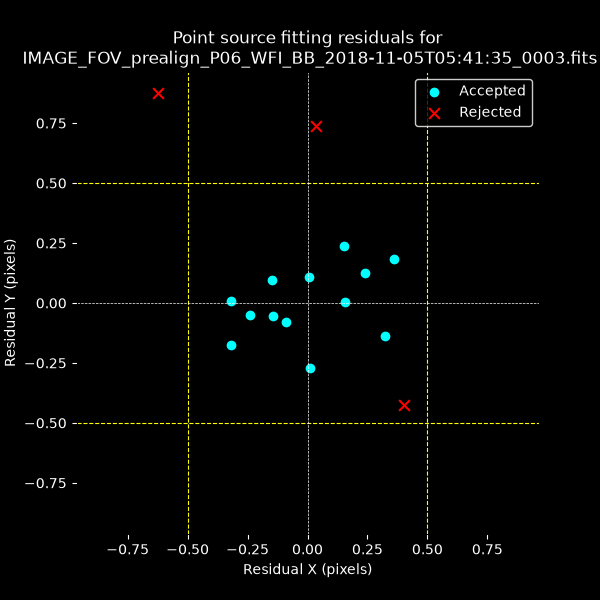 Point source fitting residuals for
IMAGE_FOV_prealign_P06_WFI_BB_2018-11-05T05:41:35_0003.fits
Accepted
Rejected
0.75
0.50
0.25
0.00
−0.25
−0.50
−0.75
Residual Y (pixels)
−0.75 −0.50 −0.25 0.00 0.25 0.50 0.75
Residual X (pixels)